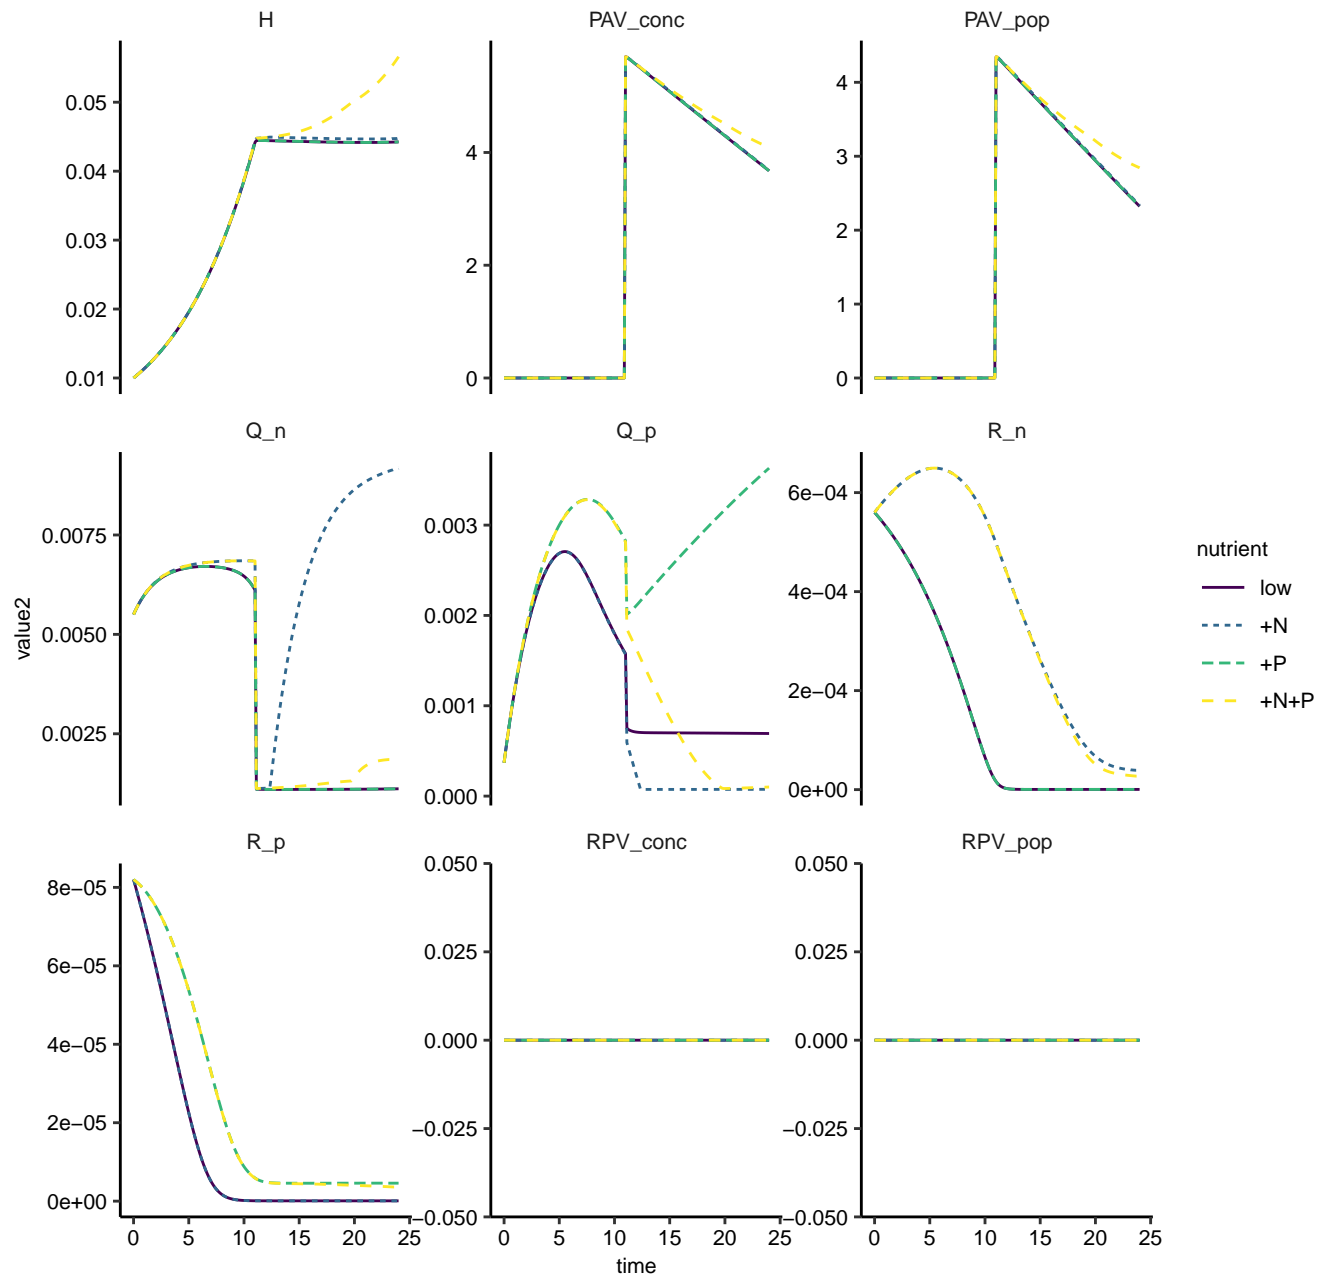 H
PAV_conc
PAV_pop
0.05
0.04
0.03
0.02
0.01
4
2
0
4
3
2
1
0
Q_n
Q_p
R_n
0.0075
0.0050
0.0025
0.003
0.002
0.001
0.000
6e−04
4e−04
2e−04
0e+00
value2
nutrient
low
+N
+P
+N+P
R_p
RPV_conc
RPV_pop
8e−05
6e−05
4e−05
2e−05
0e+00
0.050
0.025
0.000
−0.025
−0.050
0.050
0.025
0.000
−0.025
−0.050
0 5 10 15 20 25
0 5 10 15 20 25
0 5 10 15 20 25
time